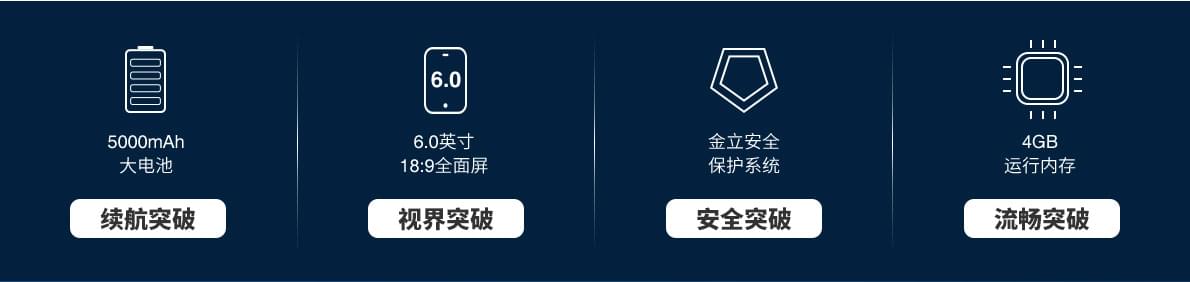 5000mAh
大电池
续航突破
6.0
6.0英寸
18:9全面屏
视界突破
金立安全
保护系统
安全突破
4GB
运行内存
流畅突破